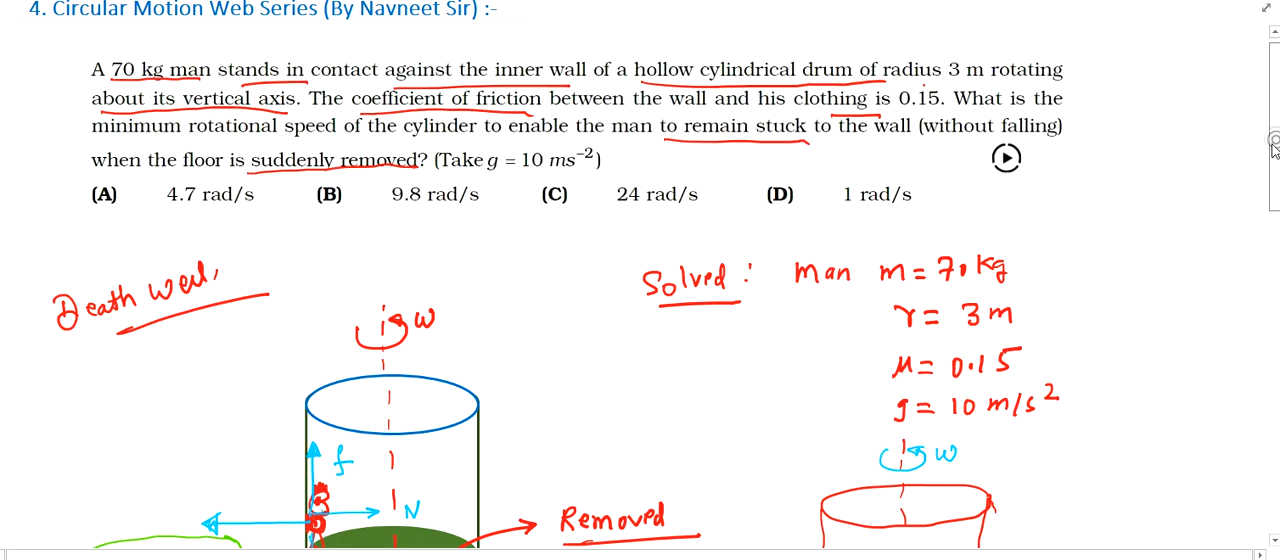 4. Circular Motion Web Series (By Navneet Sir) :-
A 70 kg man stands in contact against the inner wall of a hollow cylindrical drum of radius 3 m rotating
about its vertical axis. The coefficient of friction between the wall and his clothing is 0.15. What is the
minimum rotational speed of the cylinder to enable the man to remain stuck to the wall (without falling)
when the floor is suddenly removed? (Take g = 10 ms⁻²)
(A) 4.7 rad/s (B) 9.8 rad/s (C) 24 rad/s (D) 1 rad/s
Solved : man m = 70 kg
Death well,
r = 3 m
ω
μ = 0.15
g = 10 m/s²
ω
f
N
Removed